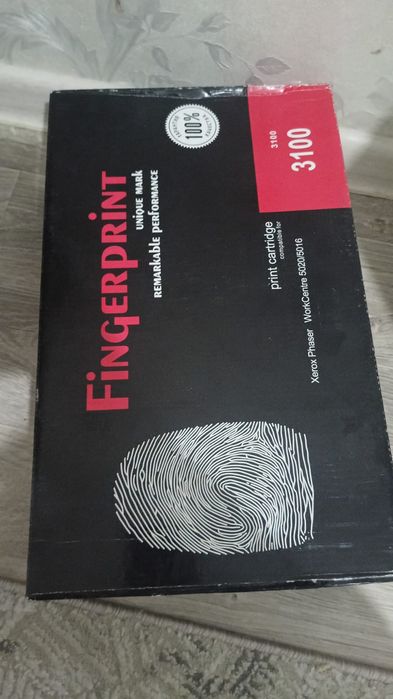 Fingerprint
UNIQUE MARK
REMARKABLE PERFORMANCE
100%
3100
3100
print cartridge
compatible for
Xerox Phaser WorkCentre 5020/5016